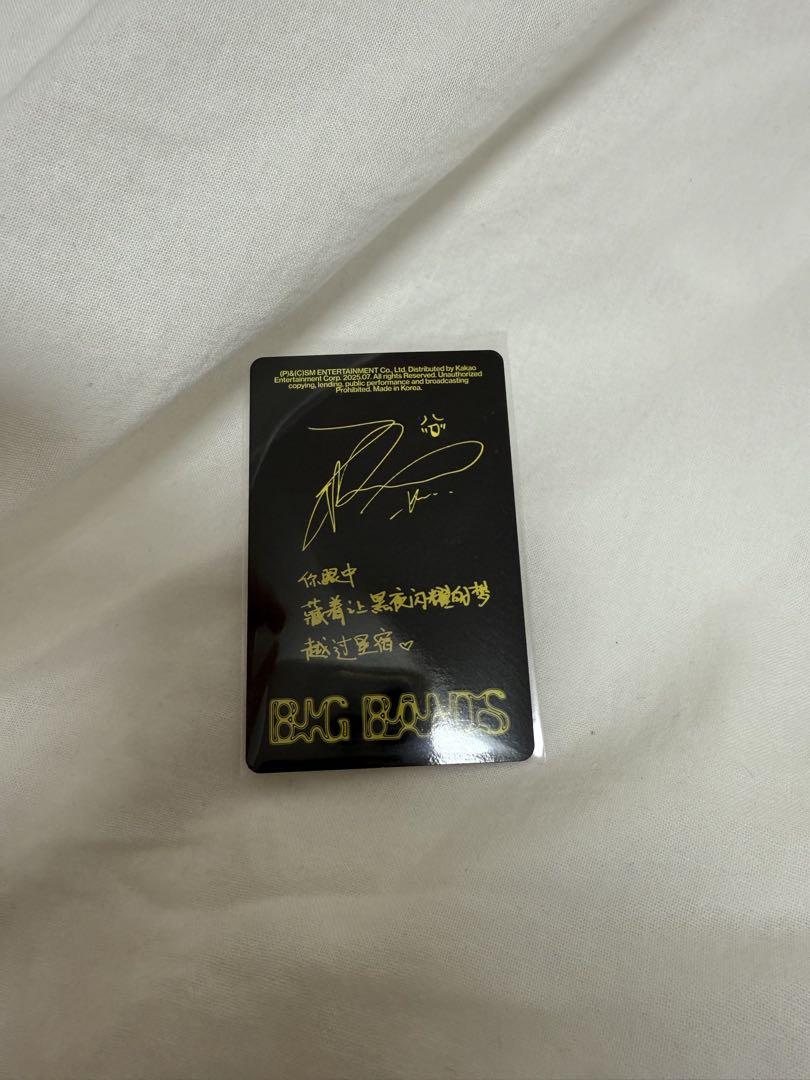 (P)&(C)SM ENTERTAINMENT Co., Ltd. Distributed by Kakao
Entertainment Corp. 2025.07. All rights Reserved. Unauthorized
copying, lending, public performance and broadcasting
Prohibited. Made in Korea.
你眼中
藏着让黑夜闪耀的梦
越过星宿♡
BIG BANDS